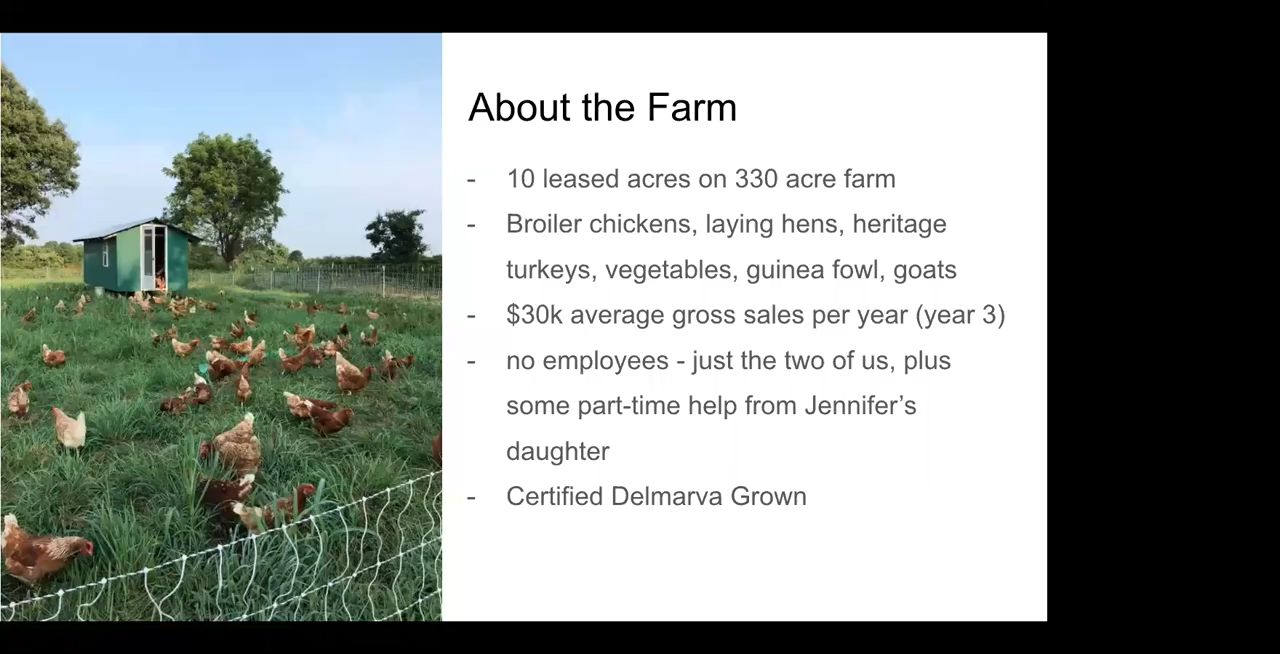 About the Farm
- 10 leased acres on 330 acre farm
- Broiler chickens, laying hens, heritage
turkeys, vegetables, guinea fowl, goats
- $30k average gross sales per year (year 3)
- no employees - just the two of us, plus
some part-time help from Jennifer’s
daughter
- Certified Delmarva Grown